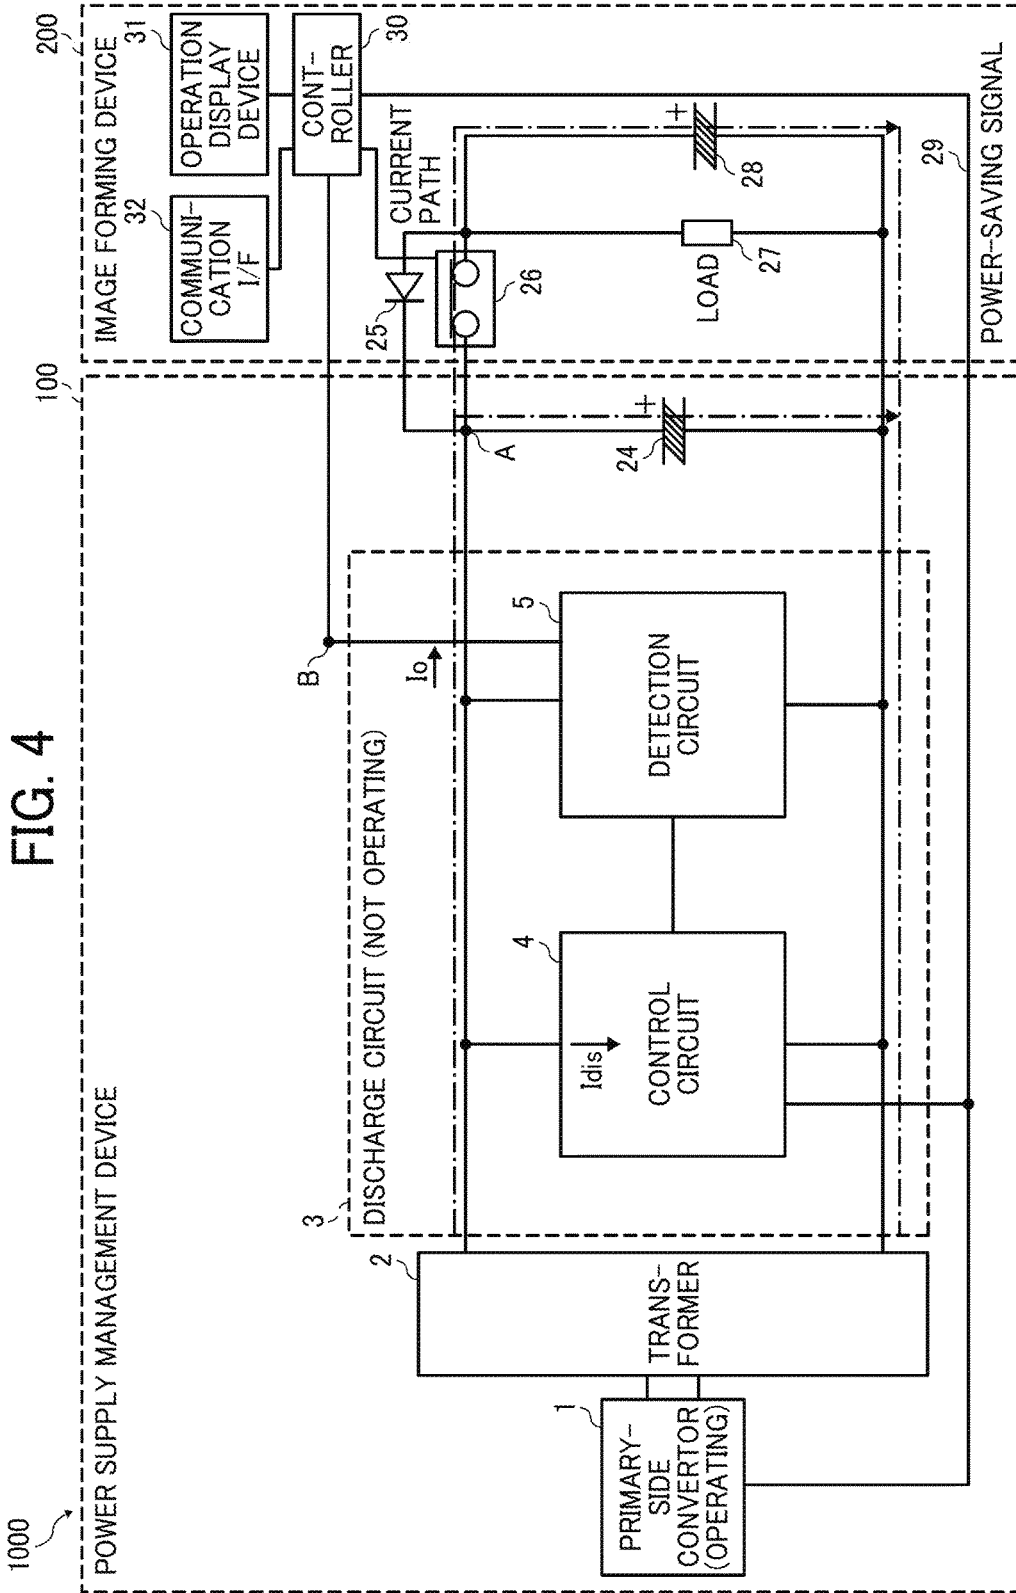 FIG. 4
1000
POWER SUPPLY MANAGEMENT DEVICE
100
200
IMAGE FORMING DEVICE
32
COMMUNI-
CATION
I/F
31
OPERATION
DISPLAY
DEVICE
30
CONT-
ROLLER
B
25
CURRENT
PATH
3
DISCHARGE CIRCUIT (NOT OPERATING)
Io
A
26
2
TRANS-
FORMER
1
PRIMARY-
SIDE
CONVERTOR
(OPERATING)
4
Idis
CONTROL
CIRCUIT
5
DETECTION
CIRCUIT
24
+
LOAD
27
+
28
29
POWER-SAVING SIGNAL